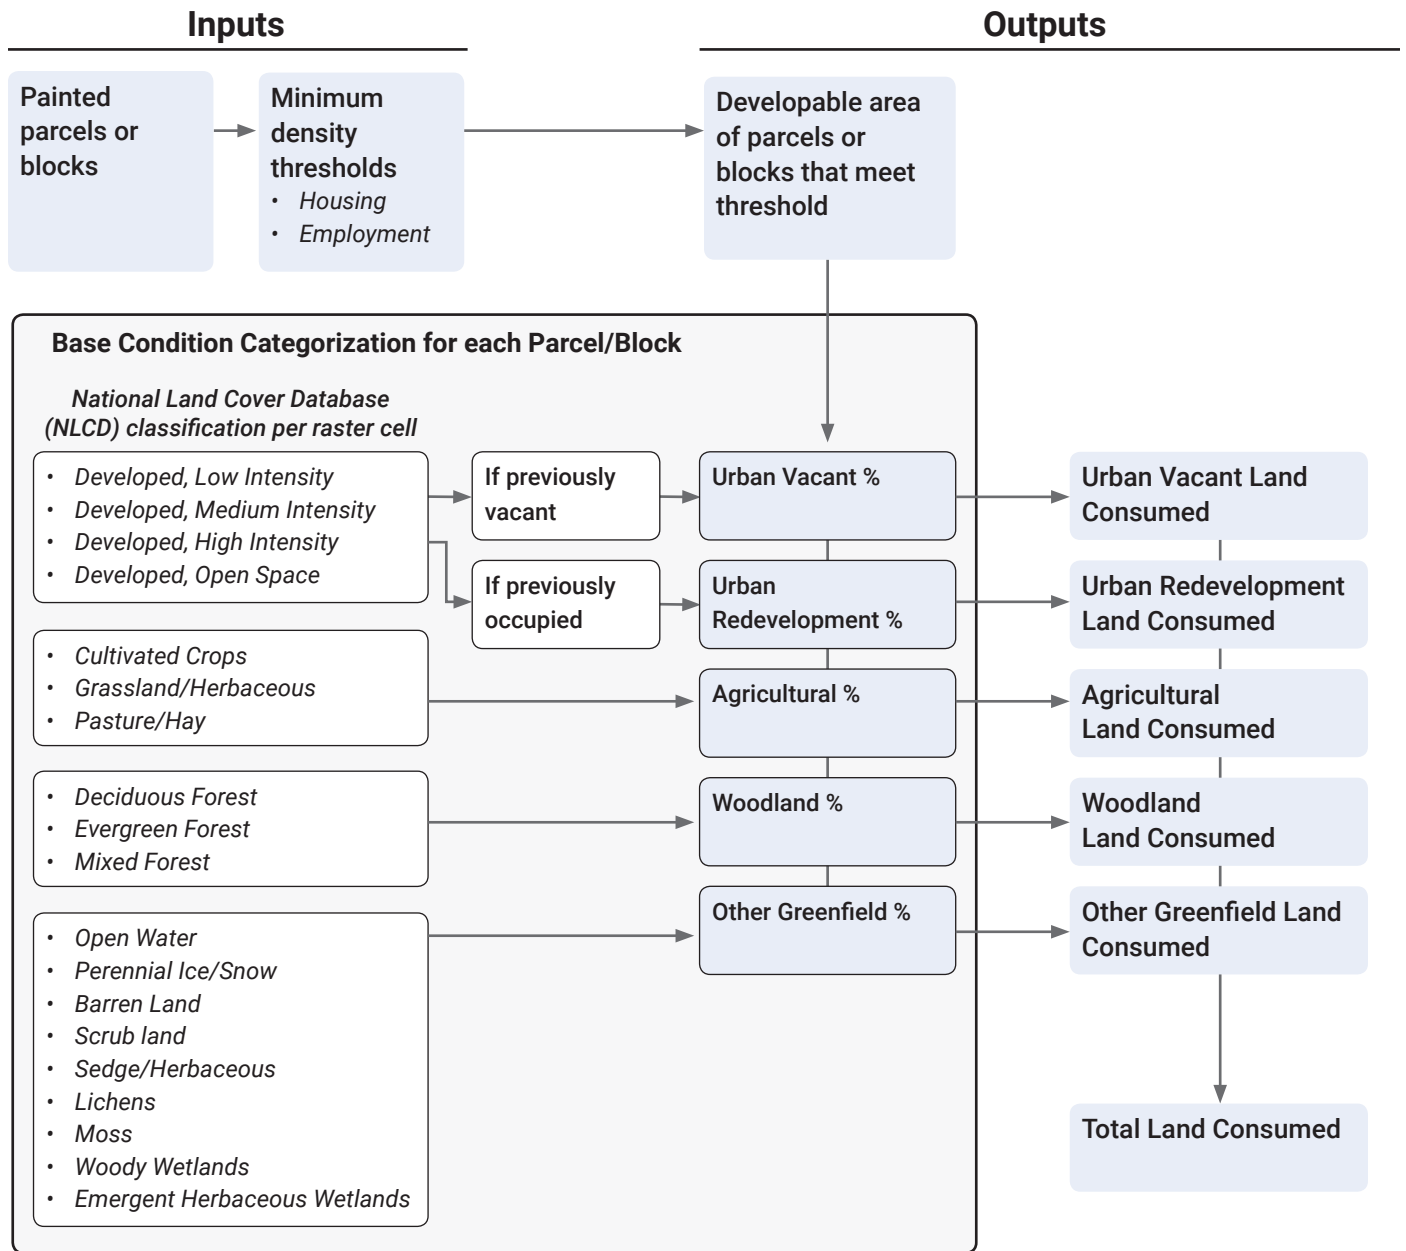 Inputs
Outputs
Painted
parcels or
blocks
Minimum
density
thresholds
• Housing
• Employment
Developable area
of parcels or
blocks that meet
threshold
Base Condition Categorization for each Parcel/Block
National Land Cover Database
(NLCD) classification per raster cell
• Developed, Low Intensity
• Developed, Medium Intensity
• Developed, High Intensity
• Developed, Open Space
If previously
vacant
Urban Vacant %
Urban Vacant Land
Consumed
If previously
occupied
Urban
Redevelopment %
Urban Redevelopment
Land Consumed
• Cultivated Crops
• Grassland/Herbaceous
• Pasture/Hay
Agricultural %
Agricultural
Land Consumed
• Deciduous Forest
• Evergreen Forest
• Mixed Forest
Woodland %
Woodland
Land Consumed
• Open Water
• Perennial Ice/Snow
• Barren Land
• Scrub land
• Sedge/Herbaceous
• Lichens
• Moss
• Woody Wetlands
• Emergent Herbaceous Wetlands
Other Greenfield %
Other Greenfield Land
Consumed
Total Land Consumed